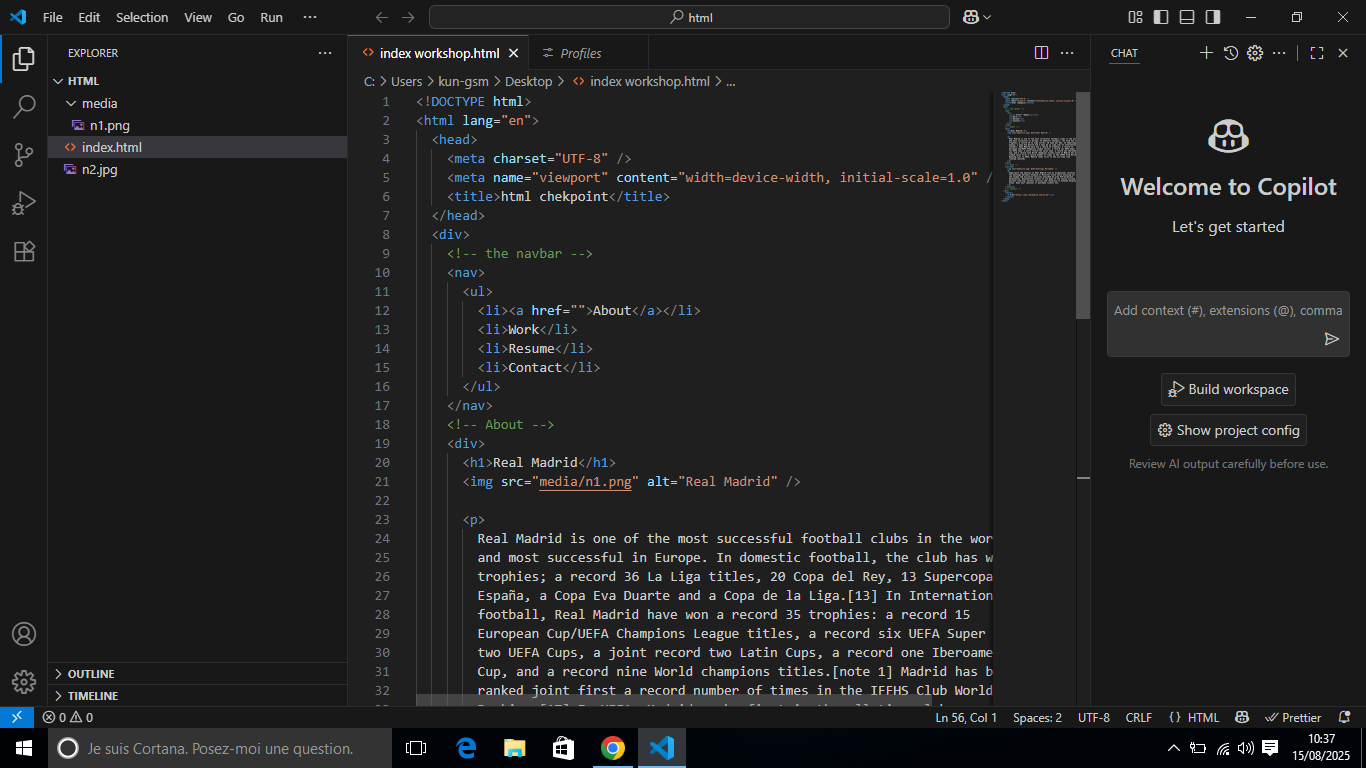 File Edit Selection View Go Run ···
html
EXPLORER
HTML
media
n1.png
index.html
n2.jpg
OUTLINE
TIMELINE
index workshop.html
Profiles
C: > Users > kun-gsm > Desktop > index workshop.html > ...
1 <!DOCTYPE html>
2 <html lang="en">
3 <head>
4 <meta charset="UTF-8" />
5 <meta name="viewport" content="width=device-width, initial-scale=1.0" /
6 <title>html chekpoint</title>
7 </head>
8 <div>
9 <!-- the navbar -->
10 <nav>
11 <ul>
12 <li><a href="">About</a></li>
13 <li>Work</li>
14 <li>Resume</li>
15 <li>Contact</li>
16 </ul>
17 </nav>
18 <!-- About -->
19 <div>
20 <h1>Real Madrid</h1>
21 <img src="media/n1.png" alt="Real Madrid" />
22
23 <p>
24 Real Madrid is one of the most successful football clubs in the wor
25 and most successful in Europe. In domestic football, the club has w
26 trophies; a record 36 La Liga titles, 20 Copa del Rey, 13 Supercopa
27 España, a Copa Eva Duarte and a Copa de la Liga.[13] In Internation
28 football, Real Madrid have won a record 35 trophies: a record 15
29 European Cup/UEFA Champions League titles, a record six UEFA Super
30 two UEFA Cups, a joint record two Latin Cups, a record one Iberoame
31 Cup, and a record nine World champions titles.[note 1] Madrid has b
32 ranked joint first a record number of times in the IFFHS Club World
CHAT
Welcome to Copilot
Let's get started
Add context (#), extensions (@), comma
Build workspace
Show project config
Review AI output carefully before use.
0 0
Ln 56, Col 1 Spaces: 2 UTF-8 CRLF {} HTML Prettier
Je suis Cortana. Posez-moi une question.
10:37
15/08/2025